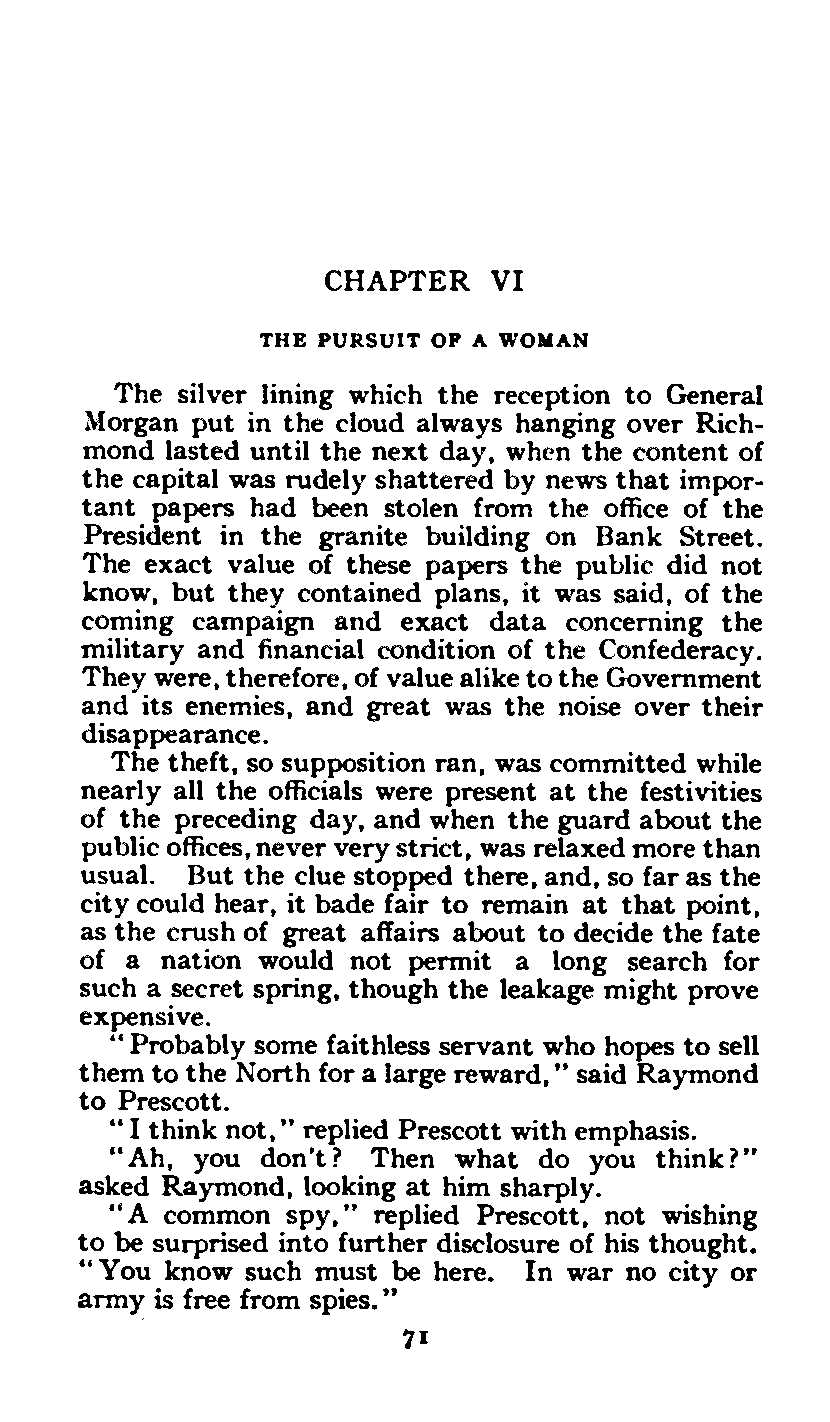 CHAPTER VI
THE PURSUIT OF A WOMAN
The silver lining which the reception to General
Morgan put in the cloud always hanging over Rich-
mond lasted until the next day, when the content of
the capital was rudely shattered by news that impor-
tant papers had been stolen from the office of the
President in the granite building on Bank Street.
The exact value of these papers the public did not
know, but they contained plans, it was said, of the
coming campaign and exact data concerning the
military and financial condition of the Confederacy.
They were, therefore, of value alike to the Government
and its enemies, and great was the noise over their
disappearance.
The theft, so supposition ran, was committed while
nearly all the officials were present at the festivities
of the preceding day, and when the guard about the
public offices, never very strict, was relaxed more than
usual. But the clue stopped there, and, so far as the
city could hear, it bade fair to remain at that point,
as the crush of great affairs about to decide the fate
of a nation would not permit a long search for
such a secret spring, though the leakage might prove
expensive.
"Probably some faithless servant who hopes to sell
them to the North for a large reward," said Raymond
to Prescott.
"I think not," replied Prescott with emphasis.
"Ah, you don't? Then what do you think?"
asked Raymond, looking at him sharply.
"A common spy," replied Prescott, not wishing
to be surprised into further disclosure of his thought.
"You know such must be here. In war no city or
army is free from spies."
71